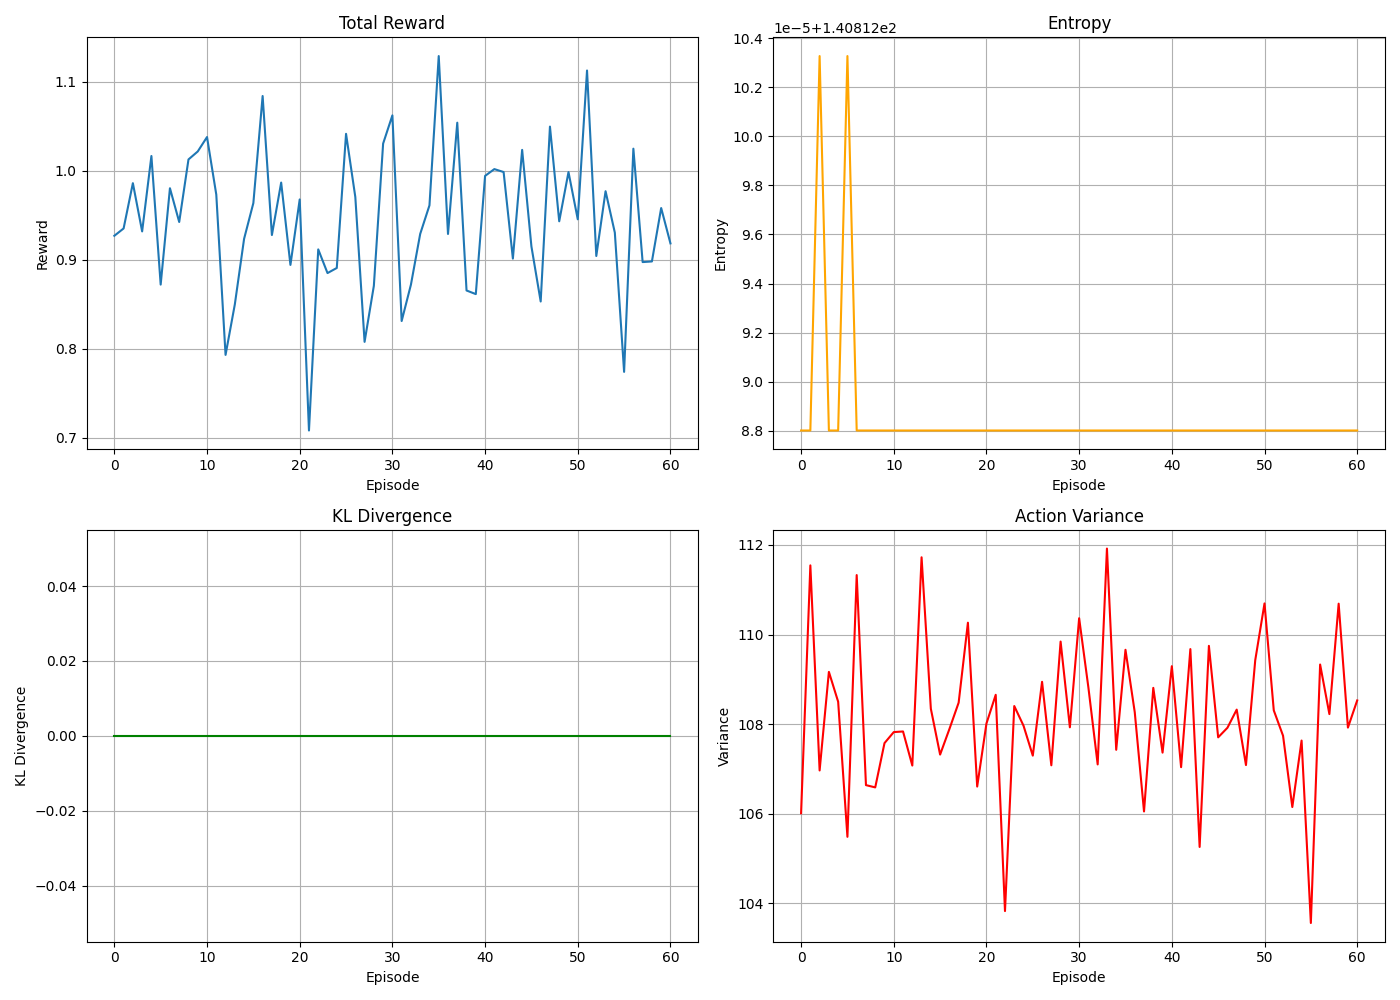 Total Reward
Reward
1.1
1.0
0.9
0.8
0.7
0 10 20 30 40 50 60
Episode
Entropy
1e−5+1.40812e2
Entropy
10.4
10.2
10.0
9.8
9.6
9.4
9.2
9.0
8.8
0 10 20 30 40 50 60
Episode
KL Divergence
KL Divergence
0.04
0.02
0.00
−0.02
−0.04
0 10 20 30 40 50 60
Episode
Action Variance
Variance
112
110
108
106
104
0 10 20 30 40 50 60
Episode